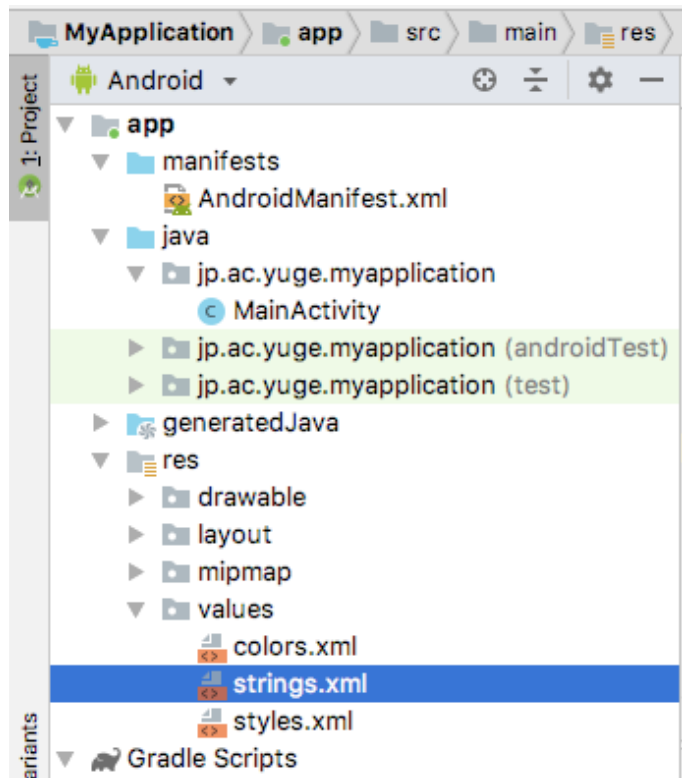 MyApplication app src main res
1: Project
Android
app
manifests
AndroidManifest.xml
java
jp.ac.yuge.myapplication
MainActivity
jp.ac.yuge.myapplication (androidTest)
jp.ac.yuge.myapplication (test)
generatedJava
res
drawable
layout
mipmap
values
colors.xml
strings.xml
styles.xml
ariants
Gradle Scripts